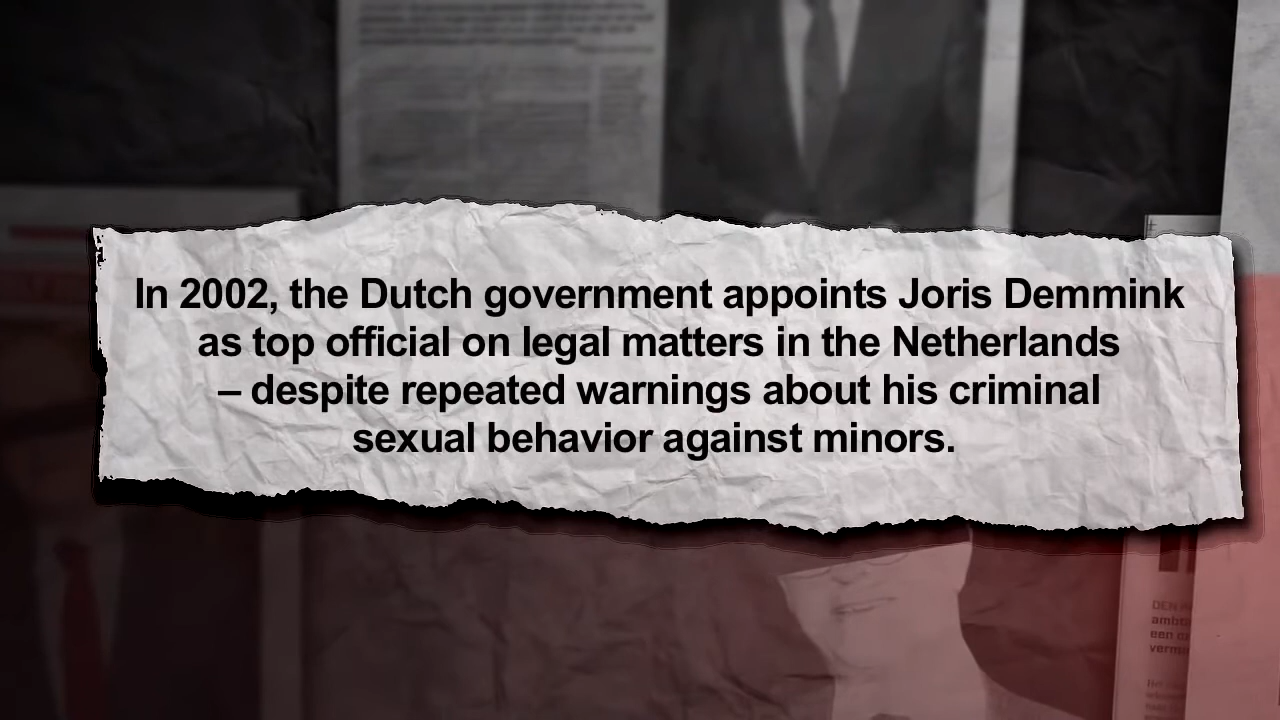 In 2002, the Dutch government appoints Joris Demmink
as top official on legal matters in the Netherlands
– despite repeated warnings about his criminal
sexual behavior against minors.